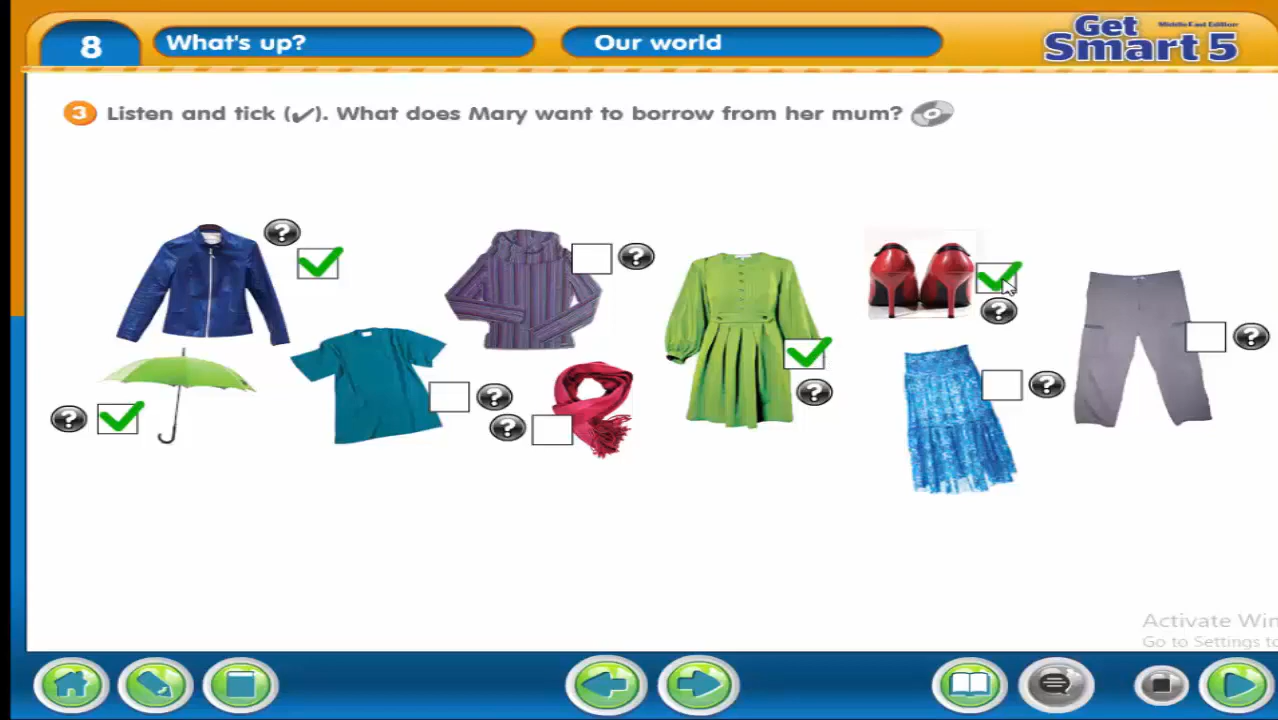 8
What's up?
Our world
Get
Middle East Edition
Smart 5
3 Listen and tick (✔). What does Mary want to borrow from her mum?
Activate Win
Go to Settings t